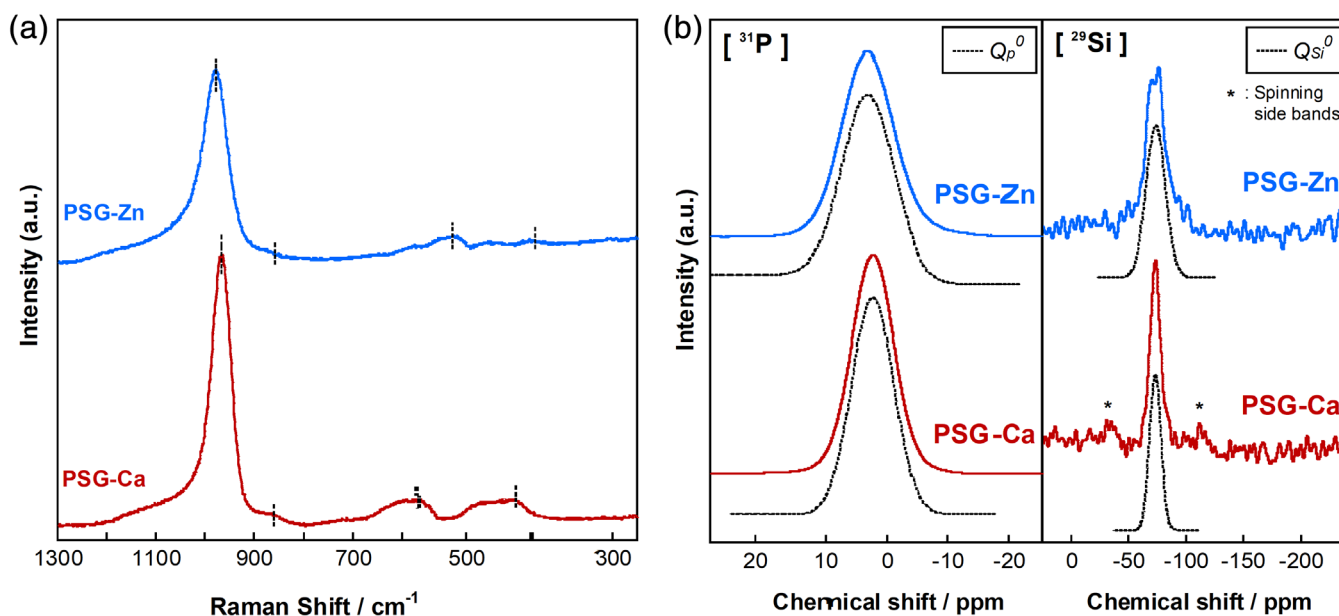 (a)
Intensity (a.u.)
PSG-Zn
PSG-Ca
1300 1100 900 700 500 300
Raman Shift / cm⁻¹
(b)
Intensity (a.u.)
[ ³¹P ]
Qp⁰
PSG-Zn
PSG-Ca
20 10 0 -10 -20
Chemical shift / ppm
[ ²⁹Si ]
QSi⁰
* : Spinning
side bands
PSG-Zn
* *
PSG-Ca
0 -50 -100 -150 -200
Chemical shift / ppm